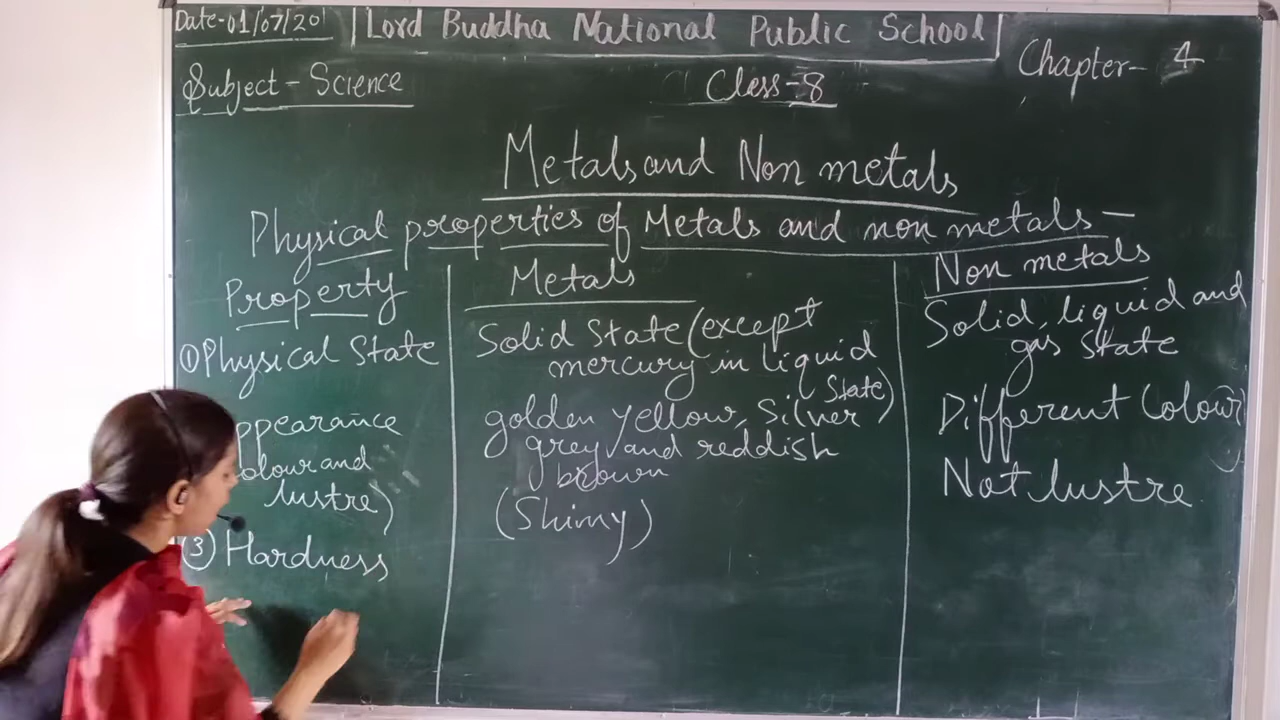 Date-01/07/20
Lord Buddha National Public School
Subject - Science
Class-8
Chapter- 4
Metals and Non metals
Physical properties of Metals and non metals -
Property
① Physical State
ppearance
olour and
lustre)
③ Hardness
Metals
Solid State (except
mercury in liquid
State)
golden yellow, Silver
grey and reddish
brown
(Shiny)
Non metals
Solid, liquid and
gas State
Different Colour
Not lustre